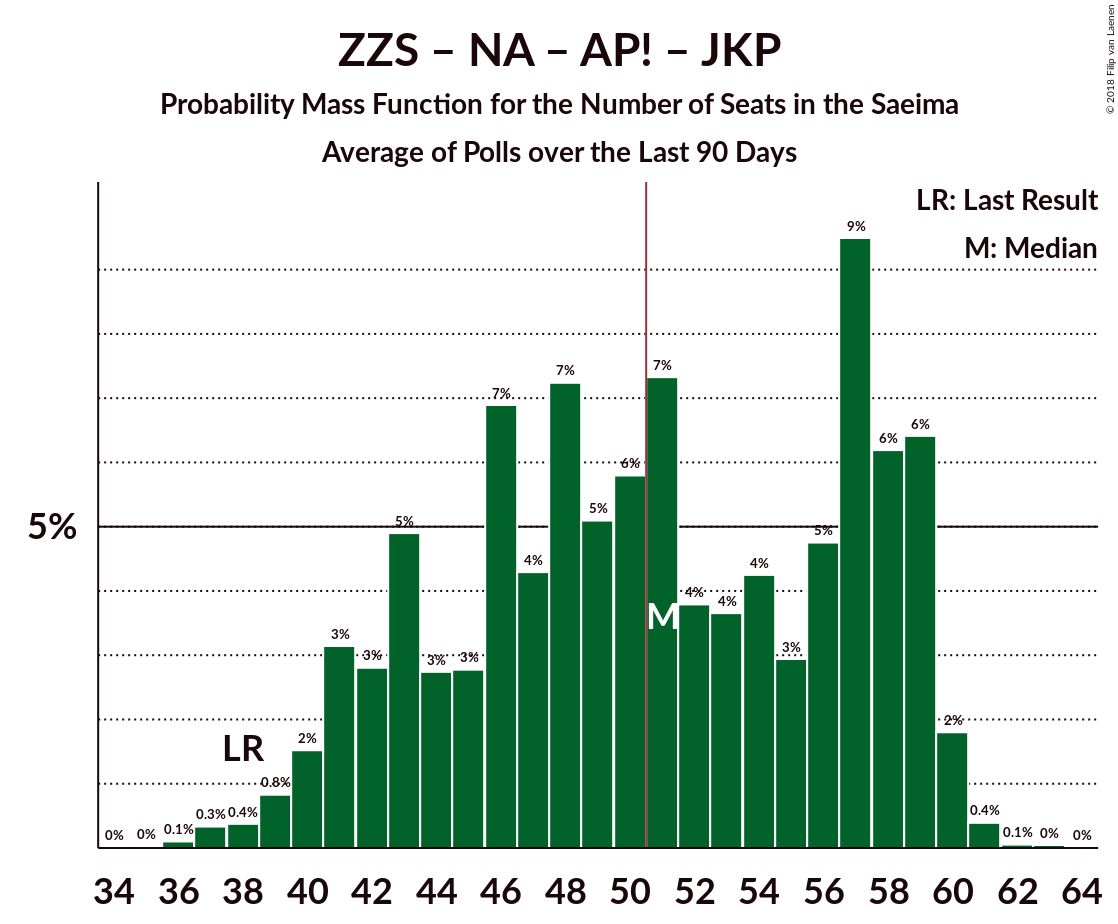 ZZS – NA – AP! – JKP
Probability Mass Function for the Number of Seats in the Saeima
Average of Polls over the Last 90 Days
© 2018 Filip van Laenen
LR: Last Result
M: Median
5%
0% 0% 0.1% 0.3% 0.4% 0.8% 2% 3% 3% 5% 3% 3% 7% 4% 7% 5% 6% 7% 4% 4% 4% 3% 5% 9% 6% 6% 2% 0.4% 0.1% 0% 0%
LR
M
34 36 38 40 42 44 46 48 50 52 54 56 58 60 62 64